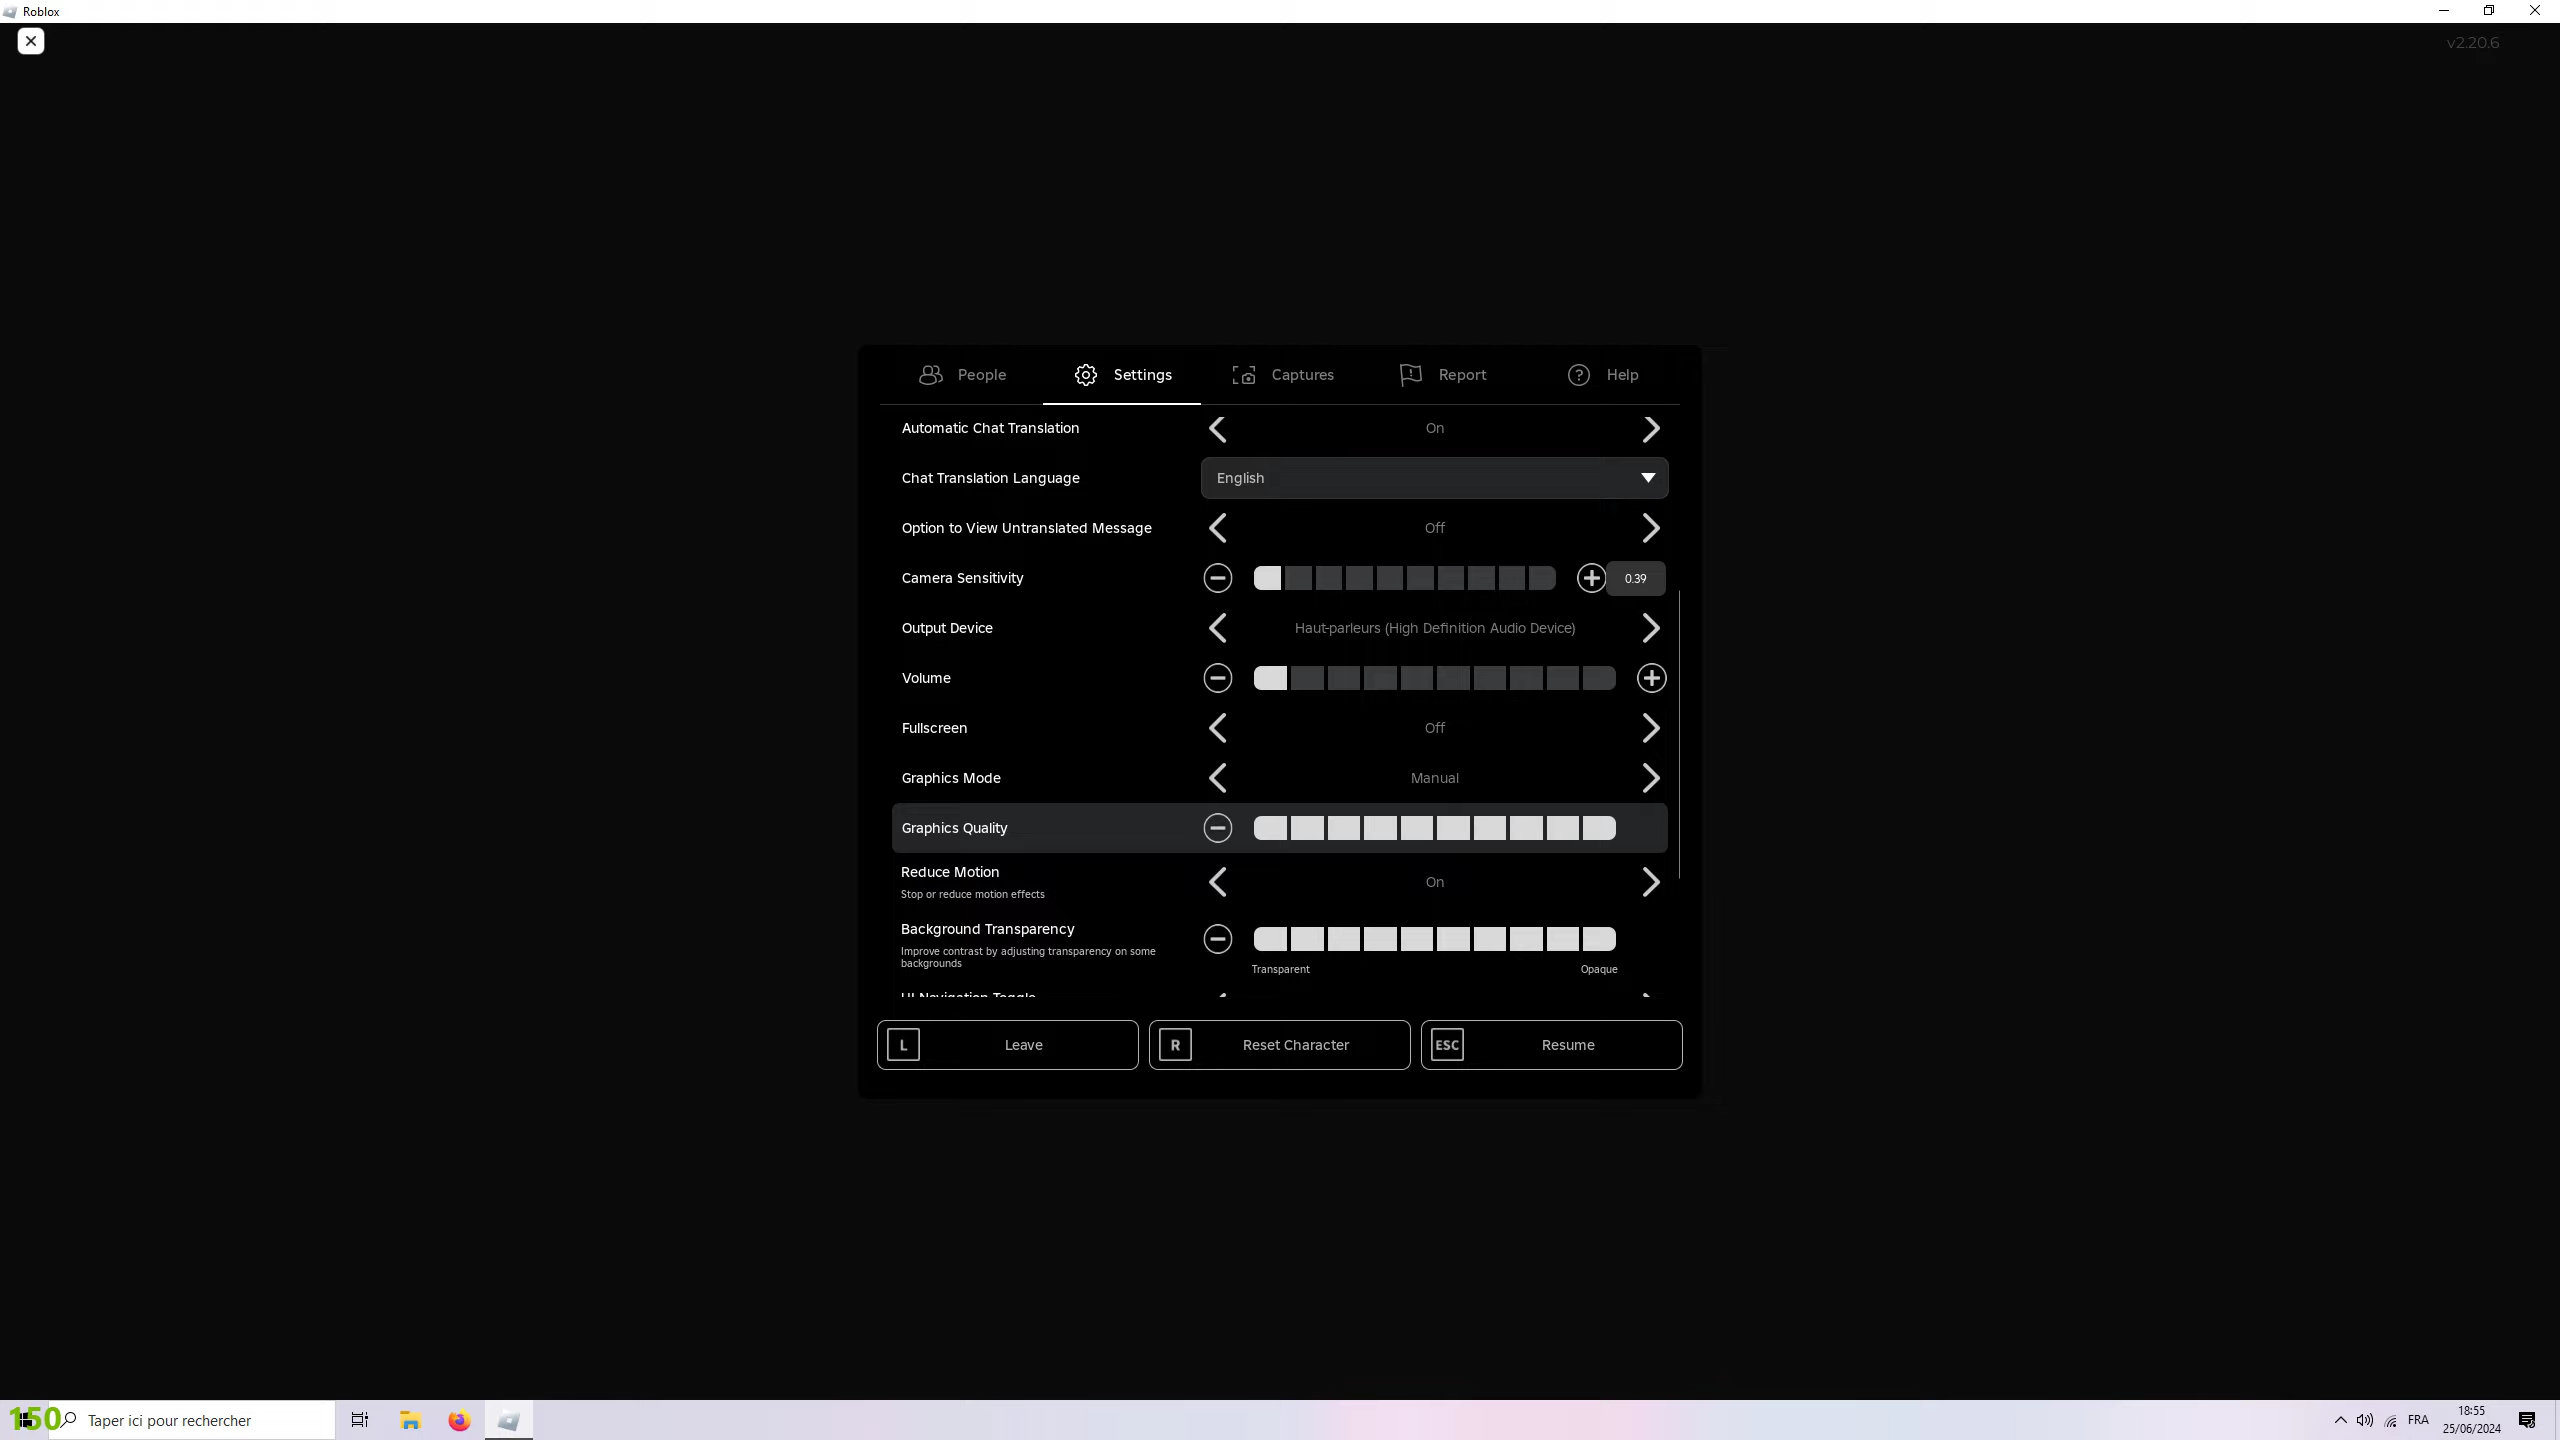 Roblox
v2.20.6
People
Settings
Captures
Report
Help
Automatic Chat Translation
On
Chat Translation Language
English
Option to View Untranslated Message
Off
Camera Sensitivity
0.39
Output Device
Haut-parleurs (High Definition Audio Device)
Volume
Fullscreen
Off
Graphics Mode
Manual
Graphics Quality
Reduce Motion
Stop or reduce motion effects
On
Background Transparency
Improve contrast by adjusting transparency on some
backgrounds
Transparent
Opaque
UI Navigation Toggle
L
Leave
R
Reset Character
ESC
Resume
150
Taper ici pour rechercher
FRA
18:55
25/06/2024